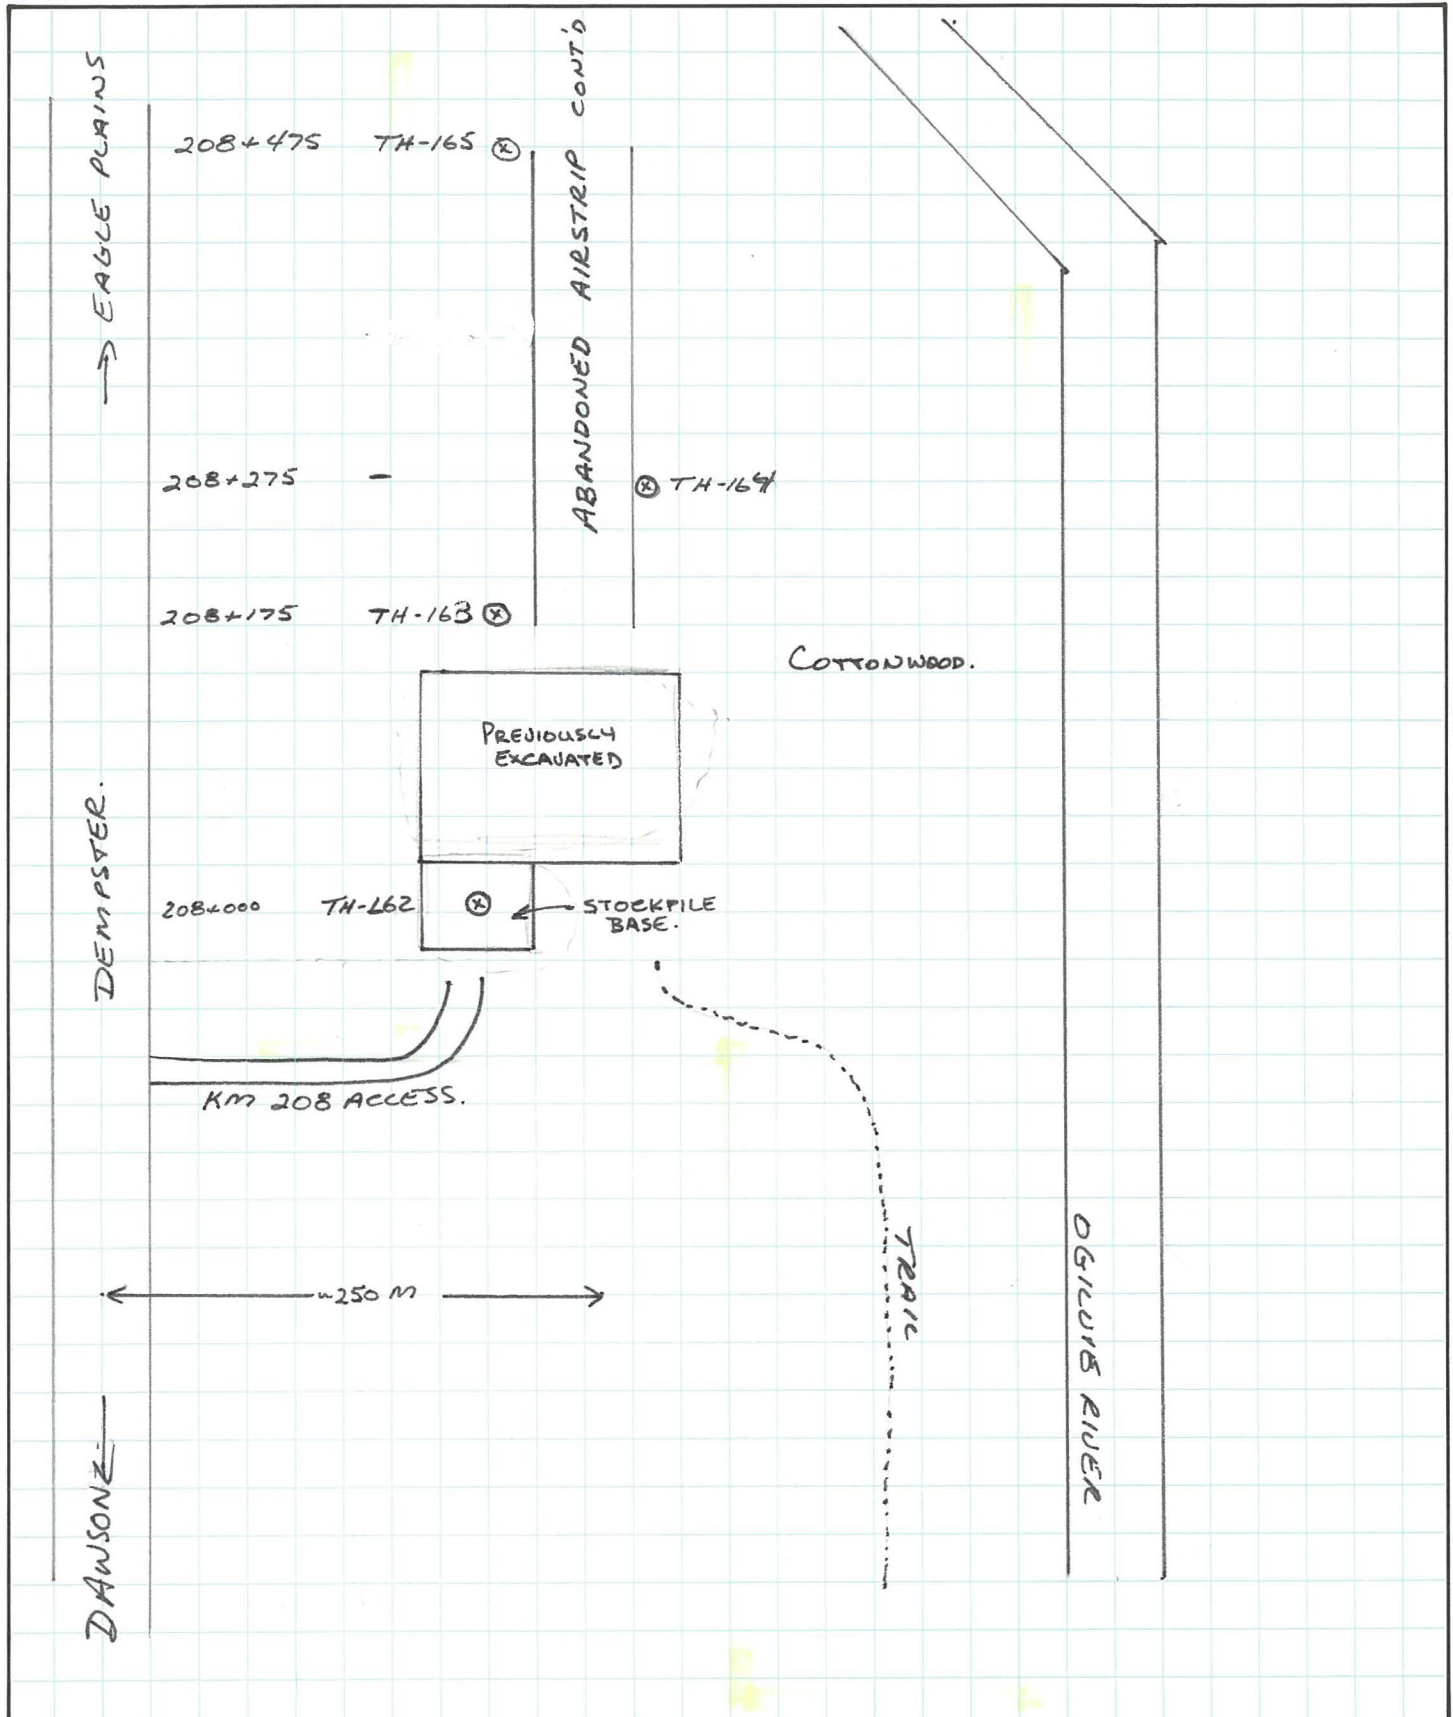 → EAGLE PLAINS
208+475 TH-165
ABANDONED AIRSTRIP CONT'D
208+275 -
TH-164
208+175 TH-163
COTTONWOOD.
PREVIOUSLY
EXCAVATED
DEMPSTER.
208+000 TH-162
STOCKPILE
BASE.
KM 208 ACCESS.
TRAIL
OGILVIE RIVER
~250 M
DAWSON